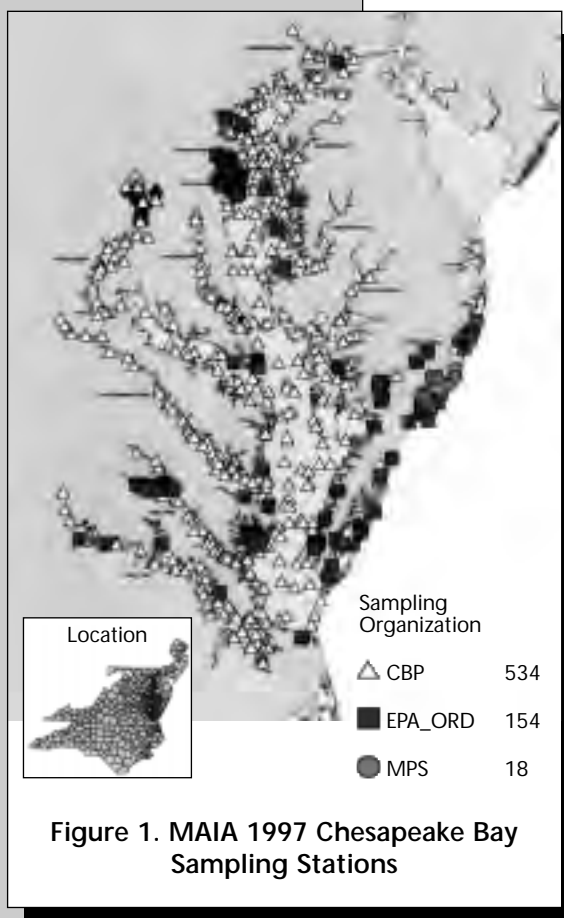 Sampling
Organization
CBP 534
EPA_ORD 154
MPS 18
Location
Figure 1. MAIA 1997 Chesapeake Bay
Sampling Stations